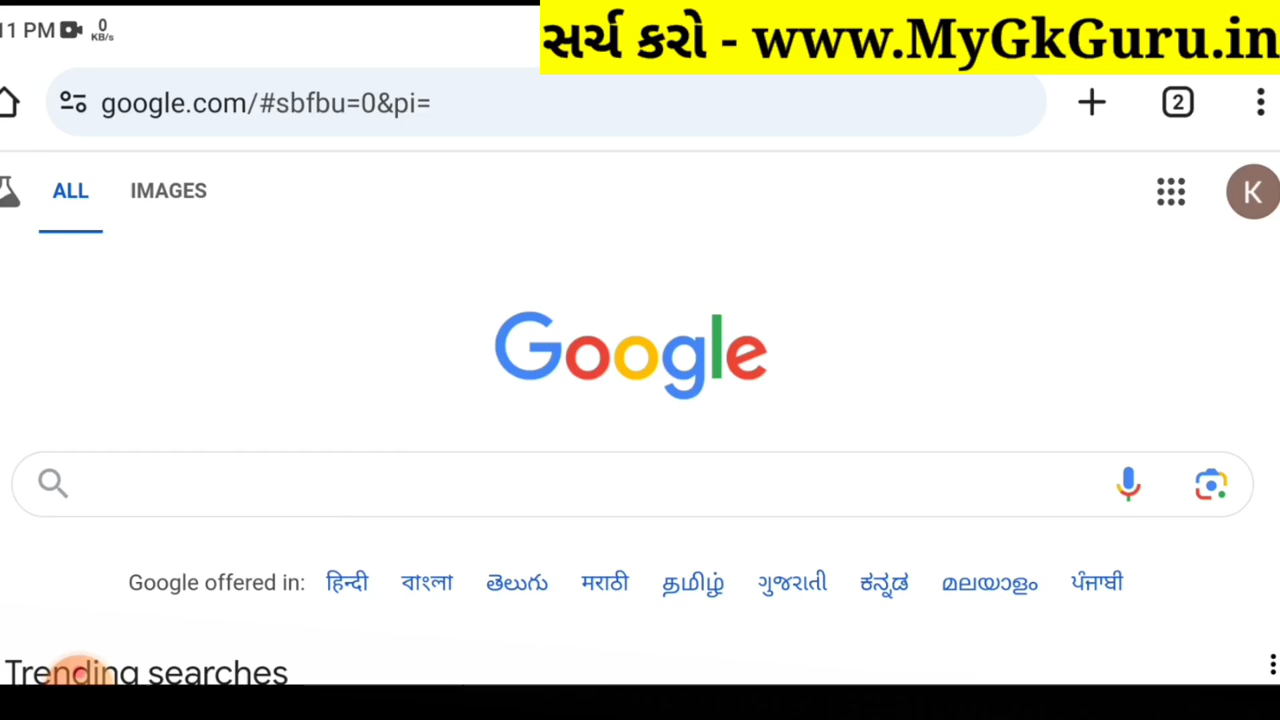 11 PM 0 KB/s
સર્ચ કરો - www.MyGkGuru.in
google.com/#sbfbu=0&pi=
2
ALL IMAGES
K
Google
Google offered in: हिन्दी বাংলা తెలుగు मराठी தமிழ் ગુજરાતી ಕನ್ನಡ മലയാളം ਪੰਜਾਬੀ
Trending searches